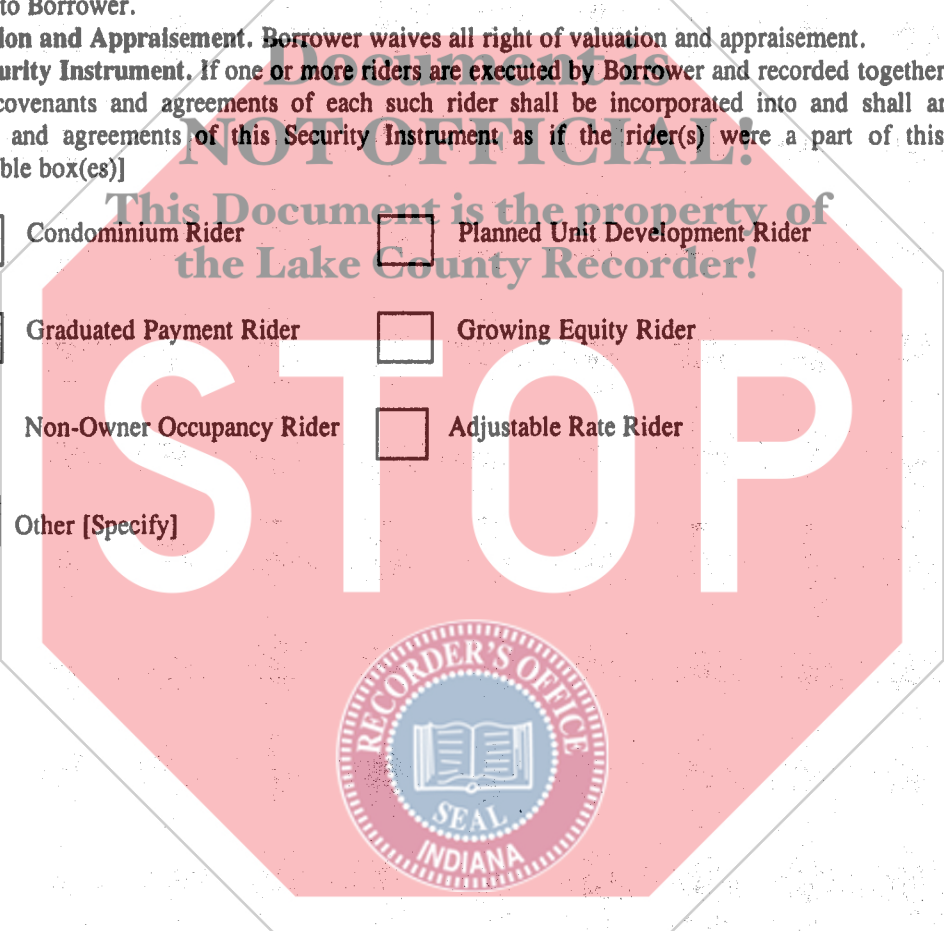 to Borrower.
ion and Appraisement. Borrower waives all right of valuation and appraisement.
urity Instrument. If one or more riders are executed by Borrower and recorded together
covenants and agreements of each such rider shall be incorporated into and shall
and agreements of this Security Instrument as if the rider(s) were a part of this
ble box(es)]
Document is
NOT OFFICIAL!
This Document is the property of
the Lake County Recorder!
Condominium Rider Planned Unit Development Rider
Graduated Payment Rider Growing Equity Rider
Non-Owner Occupancy Rider Adjustable Rate Rider
Other [Specify]
STOP
RECORDER'S OFFICE
SEAL
INDIANA